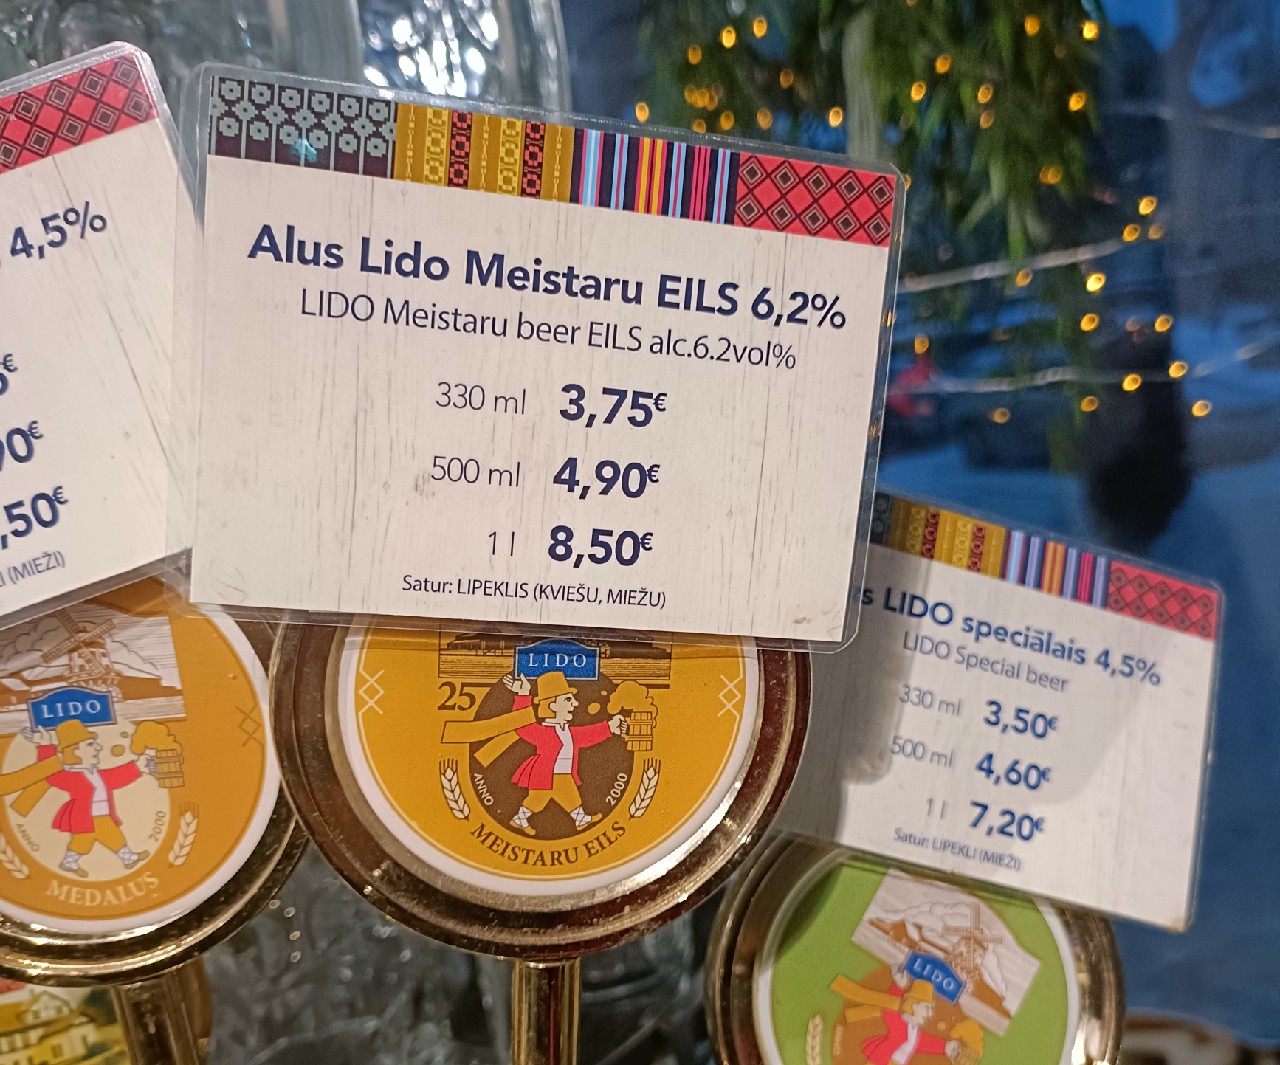 4,5%
€
90€
,50€
(MIEŽI)
Alus Lido Meistaru EILS 6,2%
LIDO Meistaru beer EILS alc.6.2vol%
330 ml 3,75€
500 ml 4,90€
1 l 8,50€
Satur: LIPEKLIS (KVIEŠU, MIEŽU)
LIDO speciālais 4,5%
LIDO Special beer
330 ml 3,50€
500 ml 4,60€
1 l 7,20€
Satur: LIPEKLI (MIEŽI)
LIDO
ANNO 2000
MEDALUS
LIDO
25
ANNO 2000
MEISTARU EILS
LIDO